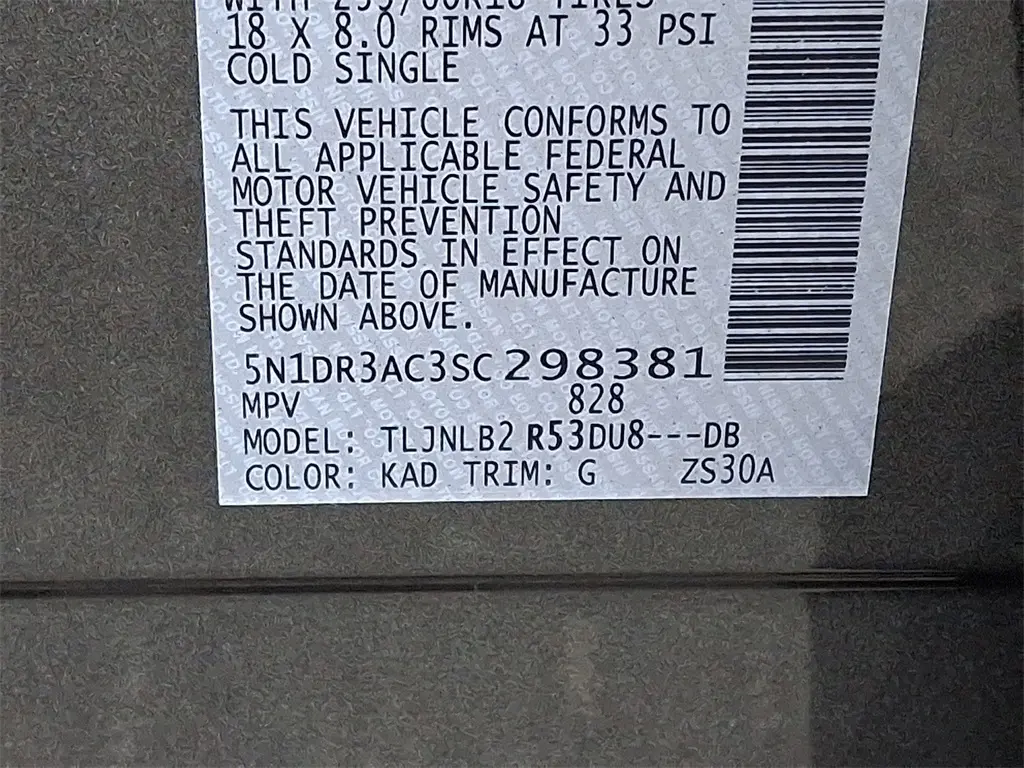 18 X 8.0 RIMS AT 33 PSI
COLD SINGLE
THIS VEHICLE CONFORMS TO
ALL APPLICABLE FEDERAL
MOTOR VEHICLE SAFETY AND
THEFT PREVENTION
STANDARDS IN EFFECT ON
THE DATE OF MANUFACTURE
SHOWN ABOVE.
5N1DR3AC3SC298381
MPV 828
MODEL: TLJNLB2 R53DU8---DB
COLOR: KAD TRIM: G ZS30A